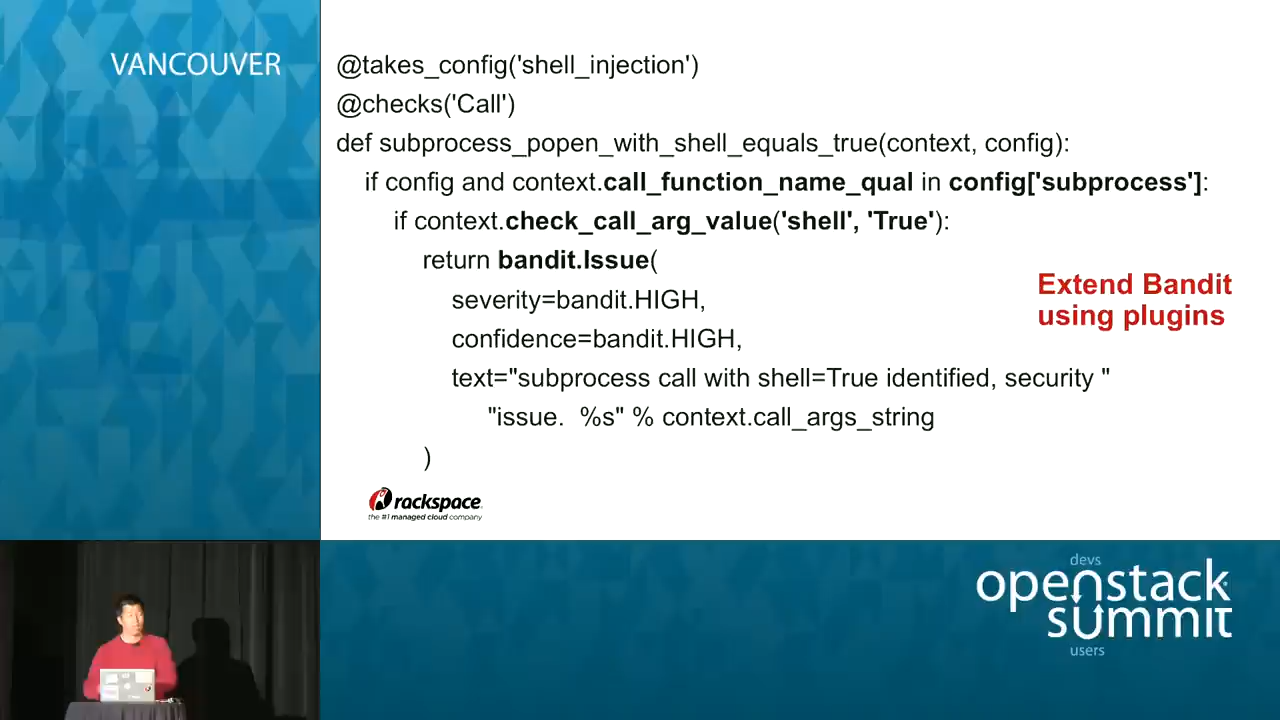 VANCOUVER
@takes_config('shell_injection')
@checks('Call')
def subprocess_popen_with_shell_equals_true(context, config):
if config and context.call_function_name_qual in config['subprocess']:
if context.check_call_arg_value('shell', 'True'):
return bandit.Issue(
severity=bandit.HIGH,
confidence=bandit.HIGH,
text="subprocess call with shell=True identified, security "
"issue.  %s" % context.call_args_string
)
Extend Bandit
using plugins
rackspace
the #1 managed cloud company
devs
openstack
summit
users